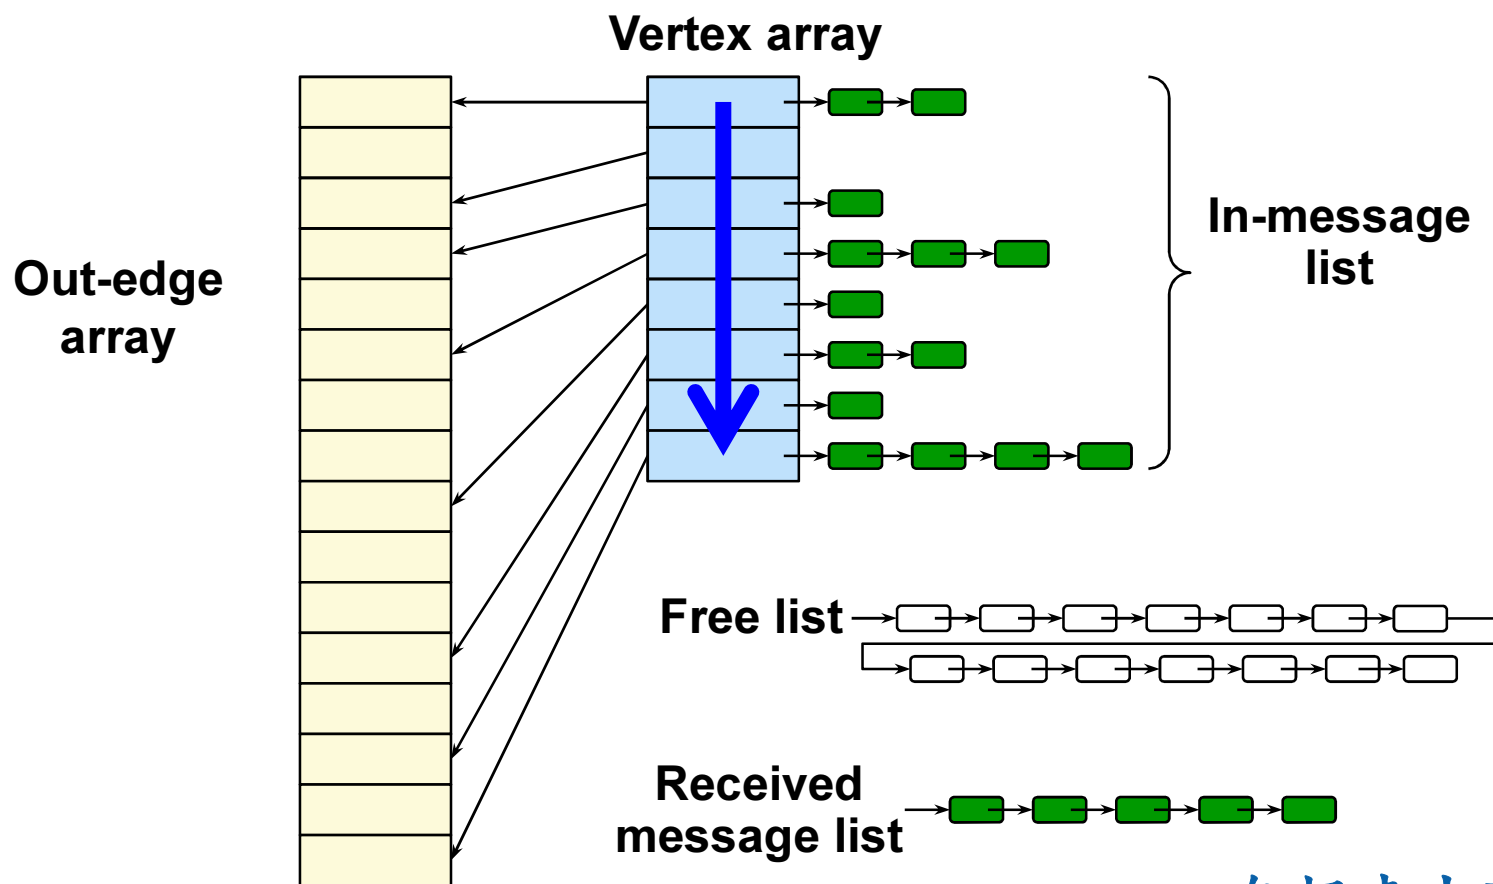 Vertex array
Out-edge
array
In-message
list
Free list
Received
message list